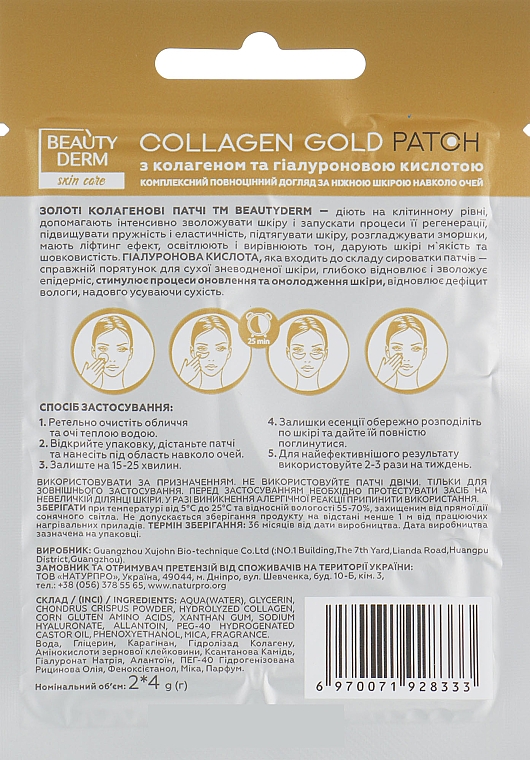 BEAUTY
DERM
skin care
COLLAGEN GOLD PATCH
з колагеном та гіалуроновою кислотою
КОМПЛЕКСНИЙ ПОВНОЦІННИЙ ДОГЛЯД ЗА НІЖНОЮ ШКІРОЮ НАВКОЛО ОЧЕЙ
ЗОЛОТІ КОЛАГЕНОВІ ПАТЧІ ТМ BEAUTYDERM — діють на клітинному рівні,
допомагають інтенсивно зволожувати шкіру і запускати процеси її регенерації,
підвищувати пружність і еластичність, підтягувати шкіру, розгладжувати зморшки,
мають ліфтинг ефект, освітлюють і вирівнюють тон, дарують шкірі м`якість та
шовковистість. ГІАЛУРОНОВА КИСЛОТА, яка входить до складу сироватки патчів —
справжній порятунок для сухої зневодненої шкіри, глибоко відновлює і зволожує
епідерміс, стимулює процеси оновлення та омолодження шкіри, відновлює дефіцит
вологи, надовго усуваючи сухість.
25 min
СПОСІБ ЗАСТОСУВАННЯ:
1. Ретельно очистіть обличчя
та очі теплою водою.
2. Відкрийте упаковку, дістаньте патчі
та нанесіть під область навколо очей.
3. Залиште на 15-25 хвилин.
4. Залишки есенції обережно розподіліть
по шкірі та дайте їй повністю
поглинутися.
5. Для найефективнішого результату
використовуйте 2-3 рази на тиждень.
ВИКОРИСТОВУВАТИ ЗА ПРИЗНАЧЕННЯМ. НЕ ВИКОРИСТОВУЙТЕ ПАТЧІ ДВІЧИ. ТІЛЬКИ ДЛЯ
ЗОВНІШНЬОГО ЗАСТОСУВАННЯ. ПЕРЕД ЗАСТОСУВАННЯМ НЕОБХІДНО ПРОТЕСТУВАТИ ЗАСІБ НА
НЕВЕЛИЧКІЙ ДІЛЯНЦІ ШКІРИ. У РАЗІ ВИНИКНЕННЯ АЛЕРГІЧНОЇ РЕАКЦІЇ ПРИПИНИТИ ВИКОРИСТАННЯ.
ЗБЕРІГАТИ при температурі від 5°С до 25°С та відносній вологості 55-70%, захищеним від прямої дії
сонячного світла. Не допускається зберігання продукту на відстані менше 1 м від працюючих
нагрівальних приладів. ТЕРМІН ЗБЕРІГАННЯ: 36 місяців від дати виробництва. Дата виробництва
зазначена на упаковці.
ВИРОБНИК: Guangzhou Xujohn Bio-technique Co.Ltd (:NO.1 Building,The 7th Yard,Lianda Road,Huangpu
District,Guangzhou).
ЗАМОВНИК ТА ОТРИМУВАЧ ПРЕТЕНЗІЙ ВІД СПОЖИВАЧІВ НА ТЕРИТОРІЇ УКРАЇНИ:
ТОВ «НАТУРПРО», Україна, 49044, м. Дніпро, вул. Шевченка, буд. 10-Б, кім. 3,
тел.: +38 (056) 378 55 65, www.naturpro.org.
СКЛАД / (INCI) / INGREDIENTS: AQUA(WATER), GLYCERIN,
CHONDRUS CRISPUS POWDER, HYDROLYZED COLLAGEN,
CORN GLUTEN AMINO ACIDS, XANTHAN GUM, SODIUM
HYALURONATE, ALLANTOIN, PEG-40 HYDROGENATED
CASTOR OIL, PHENOXYETHANOL, MICA, FRAGRANCE.
Вода, Гліцерин, Карагінан, Гідролізад Колагену,
Амінокислоти зернової клейковини, Ксантанова Камідь,
Гіалуронат Натрія, Алантоїн, ПЕГ-40 Гідрогенізована
Рицинова Олія, Феноксіетанол, Міка, Парфум.
Номінальний об'єм: 2*4 g (г)
6 970071 928333